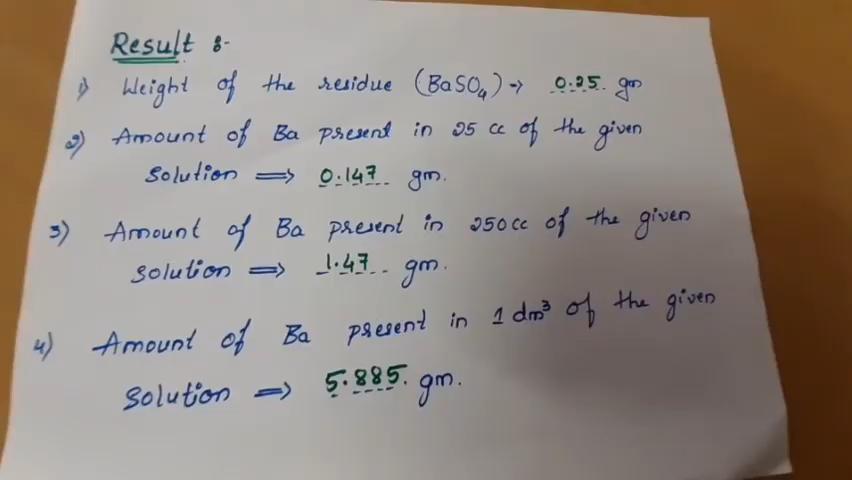 Result :-
1) Weight of the residue (BaSO4) → 0.25 gm
2) Amount of Ba present in 25 cc of the given
Solution ⟹ 0.147 gm.
3) Amount of Ba present in 250cc of the given
Solution ⟹ 1.47 gm.
4) Amount of Ba present in 1 dm³ of the given
Solution ⟹ 5.885 gm.